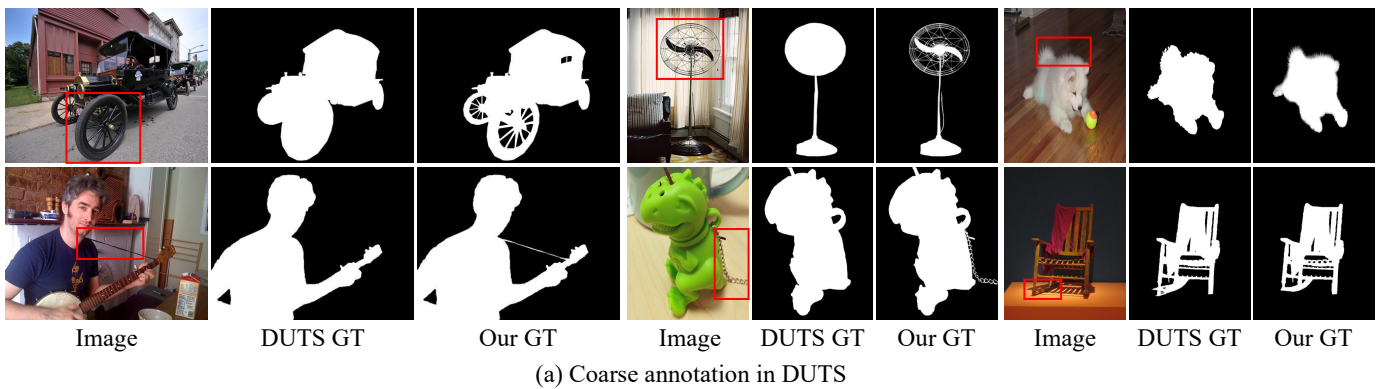 Image DUTS GT Our GT Image DUTS GT Our GT Image DUTS GT Our GT
(a) Coarse annotation in DUTS